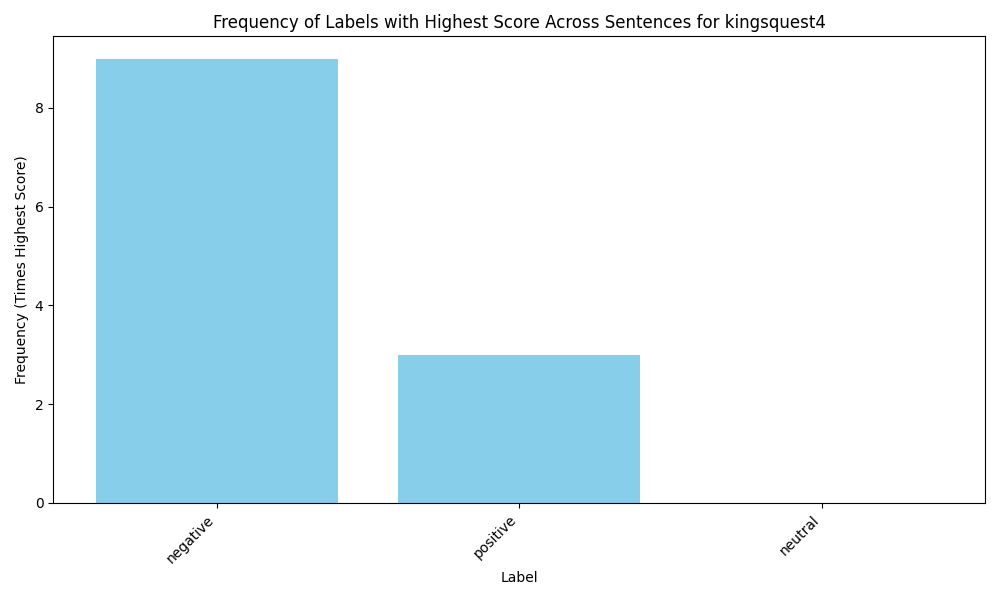 Frequency of Labels with Highest Score Across Sentences for kingsquest4
Frequency (Times Highest Score)
8
6
4
2
0
negative
positive
neutral
Label